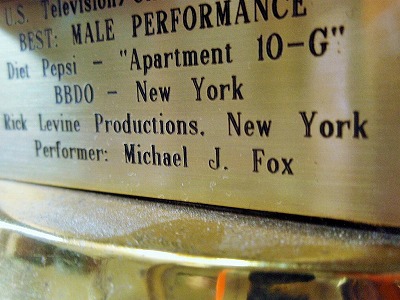 U.S. Television/
BEST: MALE PERFORMANCE
Diet Pepsi - "Apartment 10-G"
BBDO - New York
Rick Levine Productions, New York
Performer: Michael J. Fox